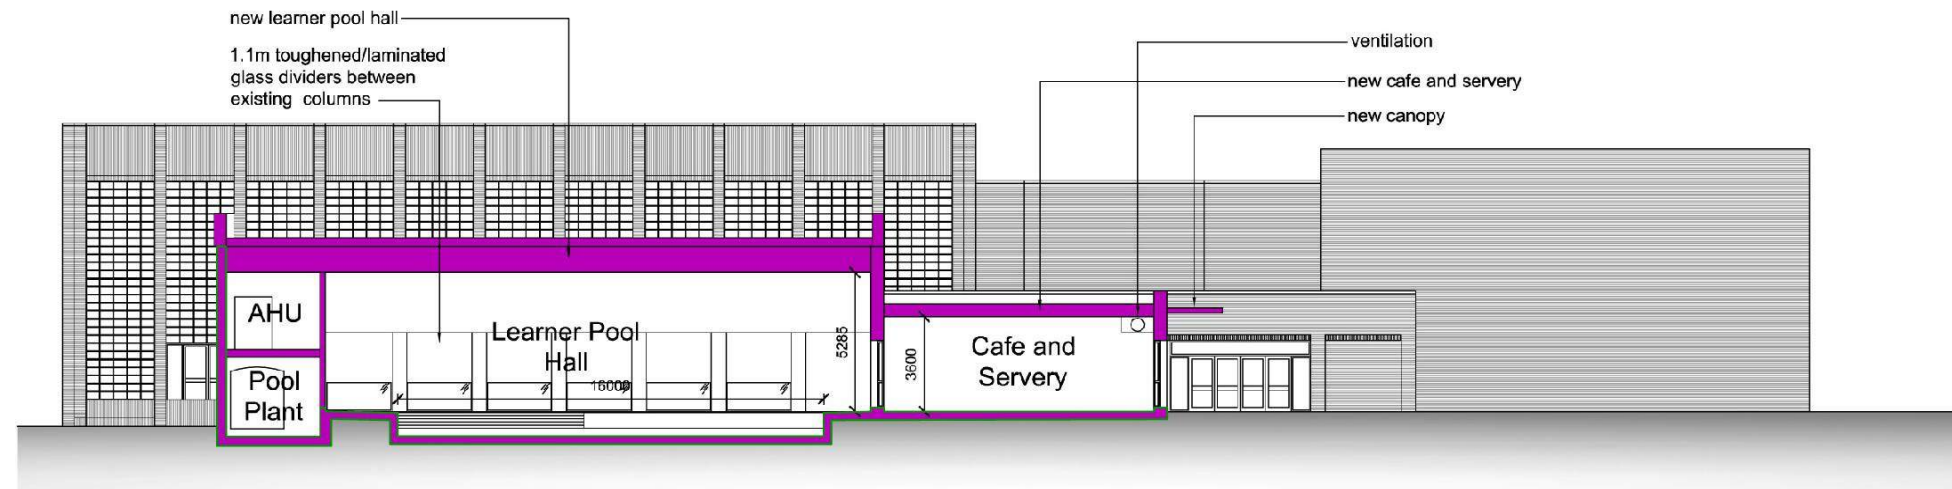 new learner pool hall
1.1m toughened/laminated
glass dividers between
existing columns
ventilation
new cafe and servery
new canopy
AHU
Pool
Plant
Learner Pool
Hall
16000
5285
3600
Cafe and
Servery